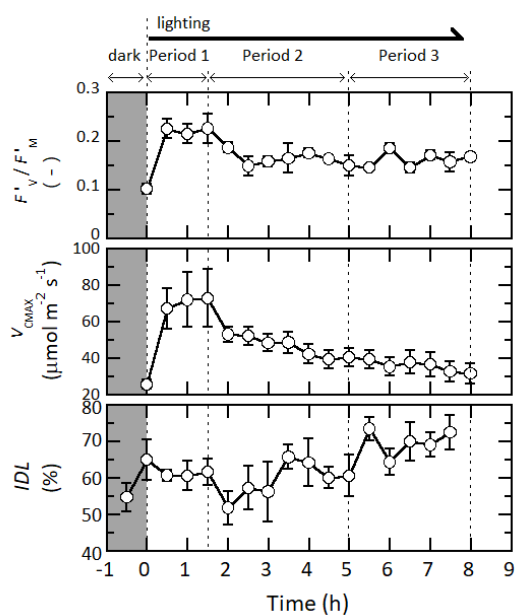 lighting
dark Period 1 Period 2 Period 3
0.3
0.2
0.1
0
F'V / F'M
( – )
100
80
60
40
20
VCMAX
(μmol m⁻² s⁻¹)
80
70
60
50
40
IDL
(%)
-1 0 1 2 3 4 5 6 7 8 9
Time (h)